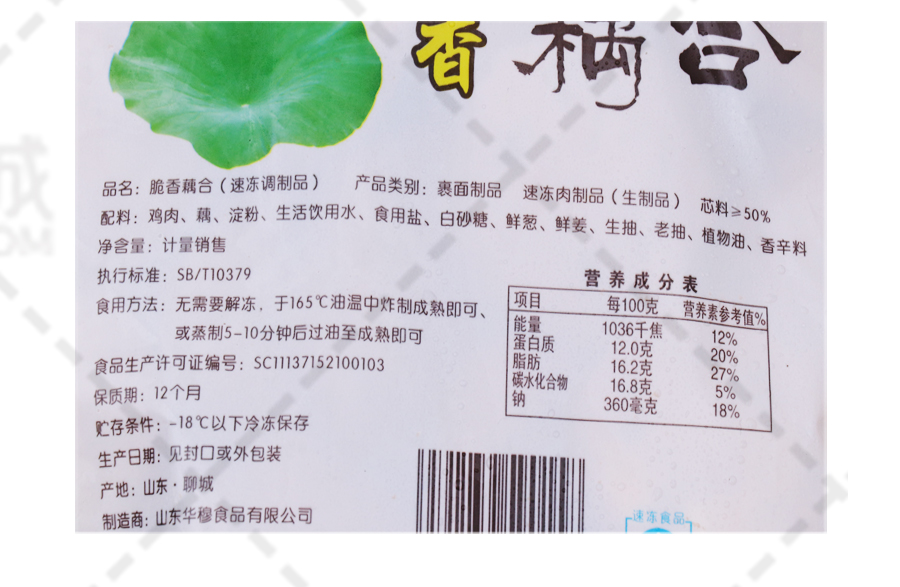 香藕合
品名：脆香藕合（速冻调制品） 产品类别：裹面制品 速冻肉制品（生制品） 芯料≥50%
配料：鸡肉、藕、淀粉、生活饮用水、食用盐、白砂糖、鲜葱、鲜姜、生抽、老抽、植物油、香辛料
净含量：计量销售
执行标准：SB/T10379
食用方法：无需要解冻，于165℃油温中炸制成熟即可、
或蒸制5-10分钟后过油至成熟即可
食品生产许可证编号：SC11137152100103
保质期：12个月
贮存条件：-18℃以下冷冻保存
生产日期：见封口或外包装
产地：山东·聊城
制造商：山东华穆食品有限公司
营养成分表
项目 每100克 营养素参考值%
能量 1036千焦 12%
蛋白质 12.0克 20%
脂肪 16.2克 27%
碳水化合物 16.8克 5%
钠 360毫克 18%
速冻食品